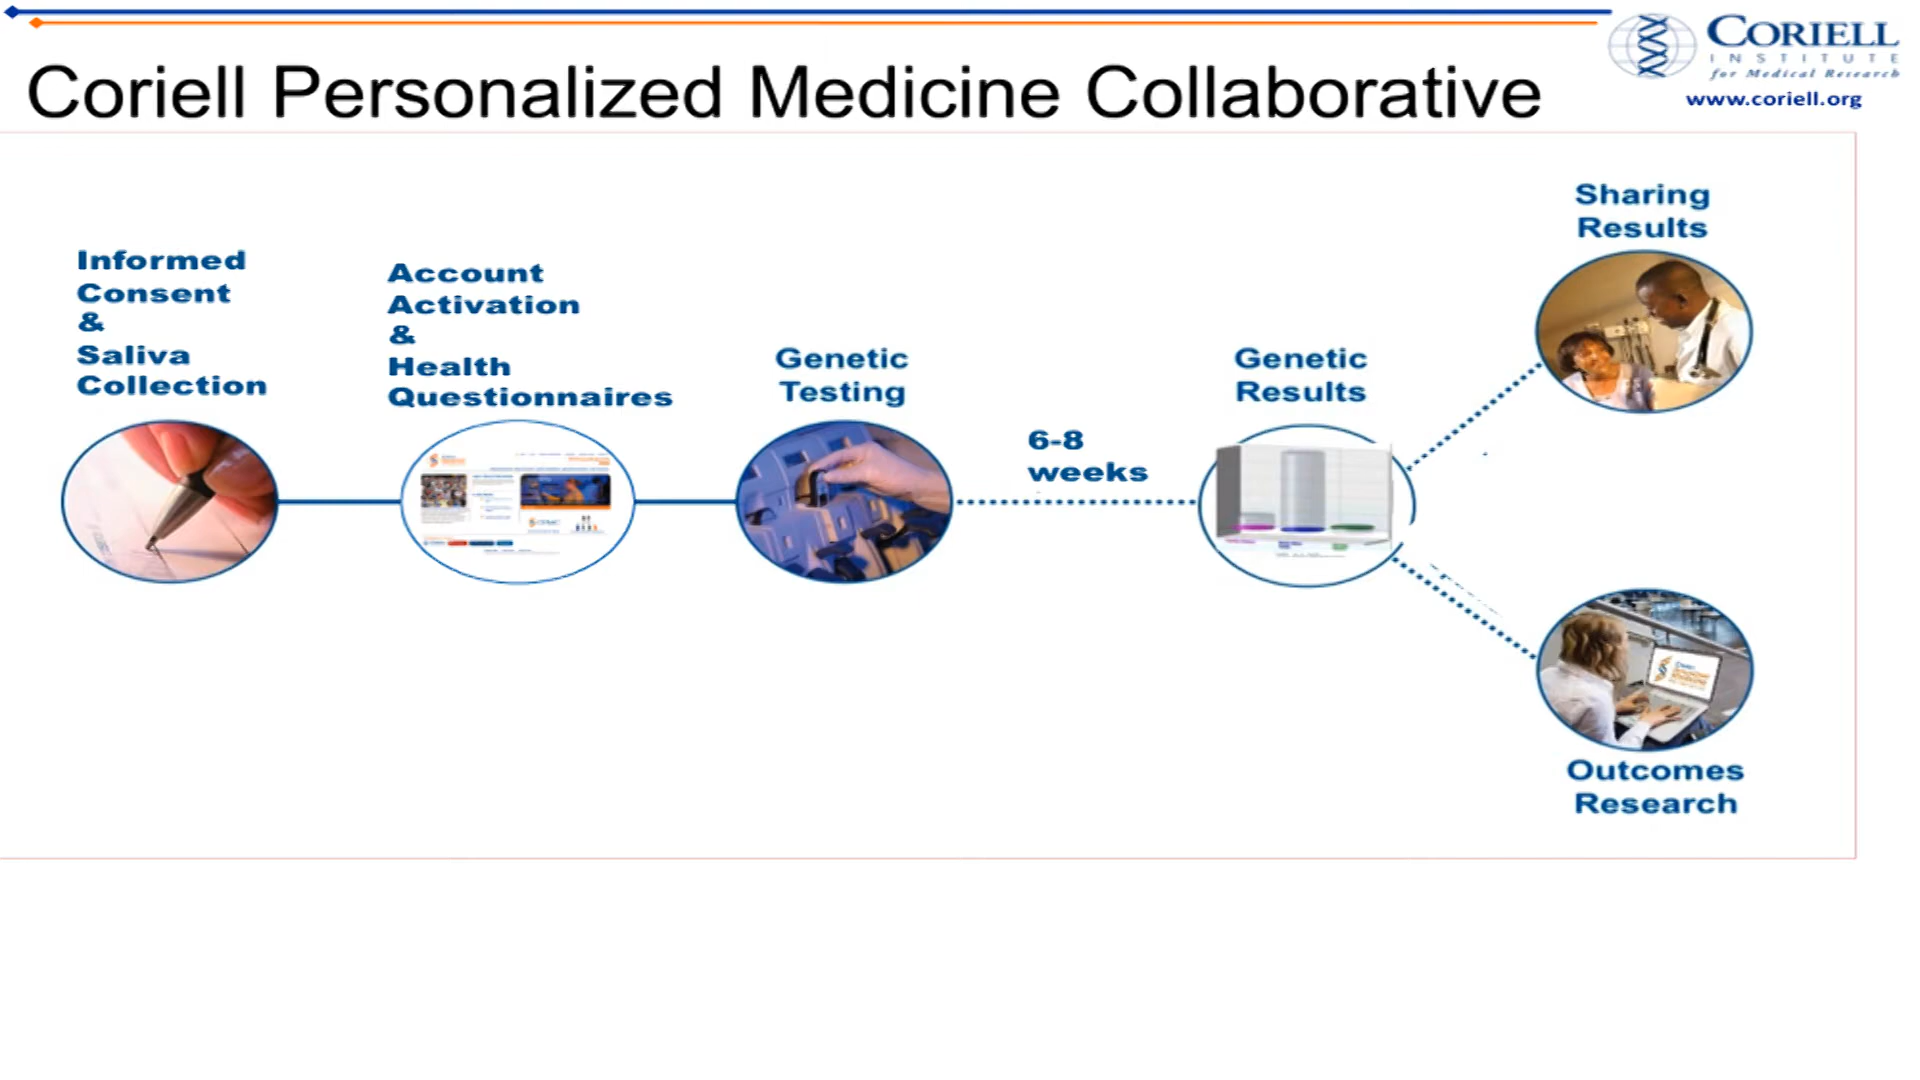 CORIELL
INSTITUTE
for Medical Research
www.coriell.org
Coriell Personalized Medicine Collaborative
Informed
Consent
&
Saliva
Collection
Account
Activation
&
Health
Questionnaires
Genetic
Testing
6-8
weeks
Genetic
Results
Sharing
Results
Outcomes
Research